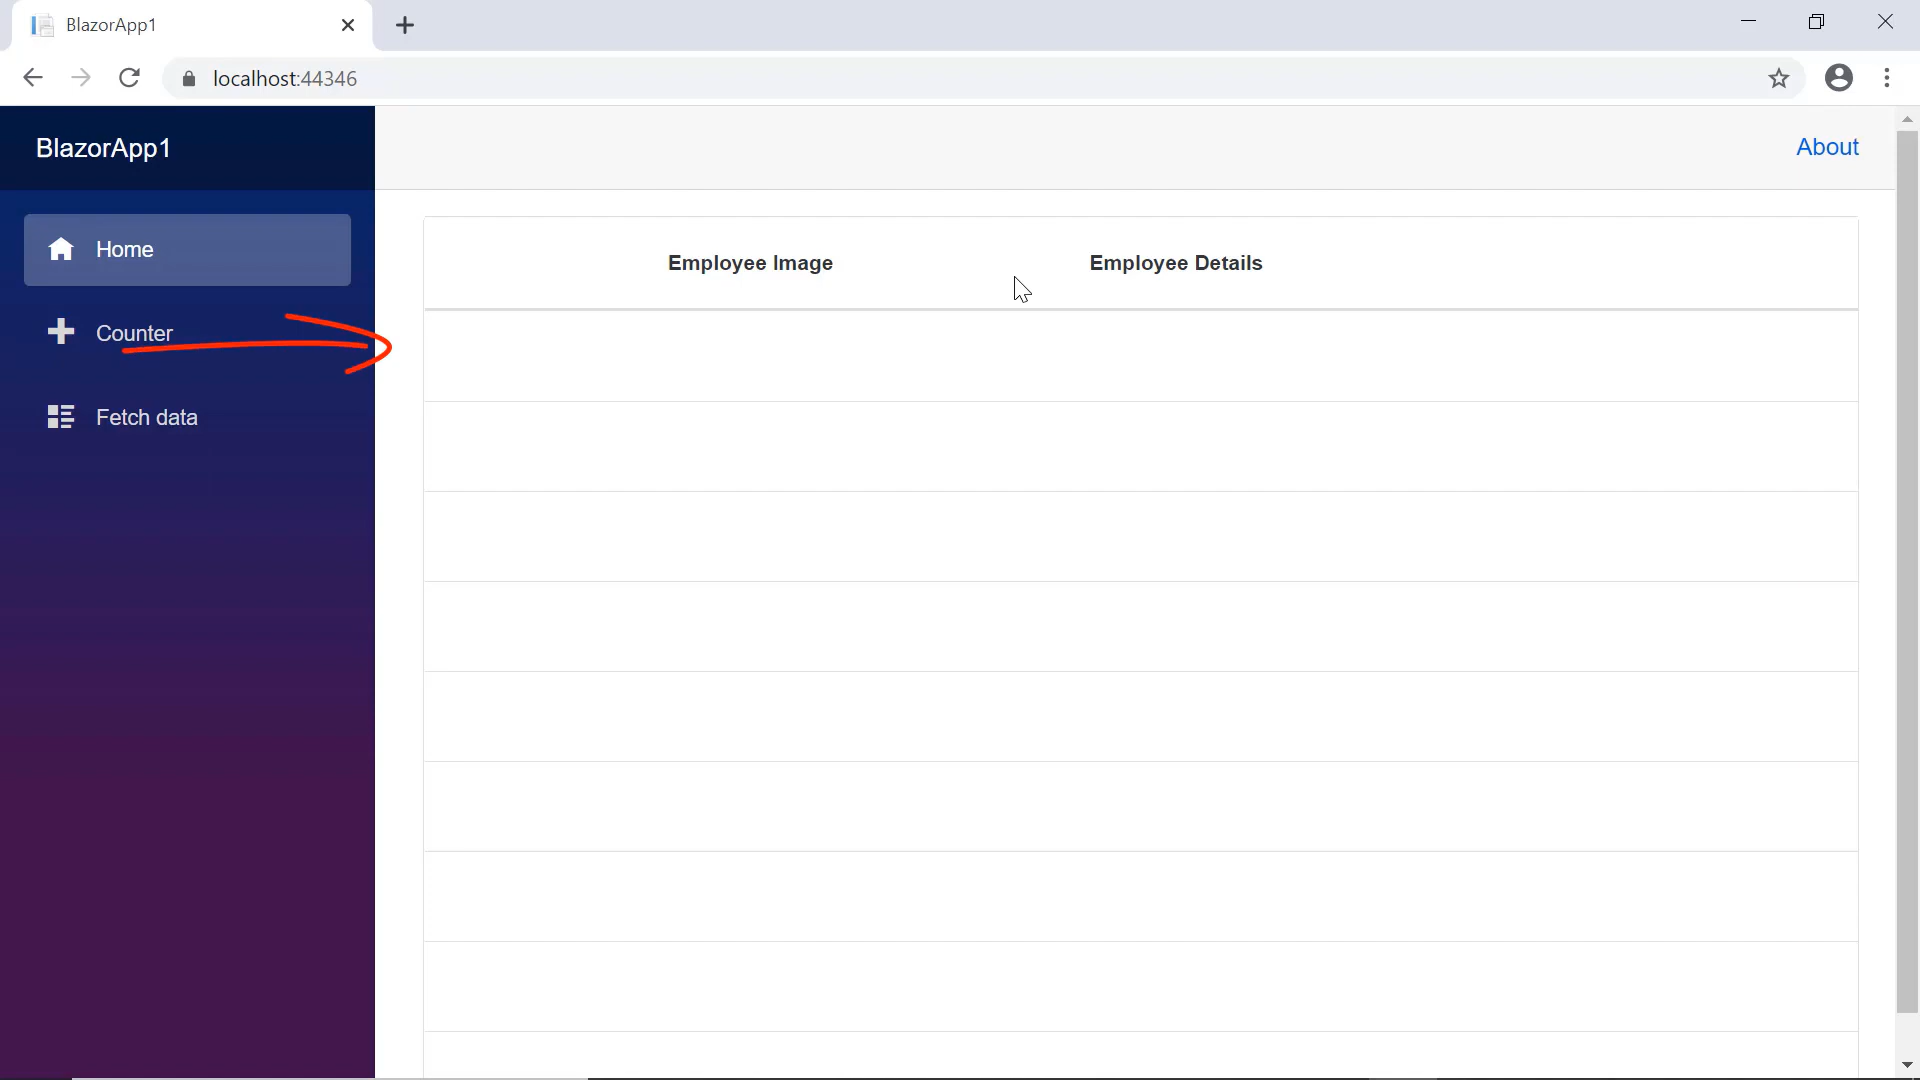 BlazorApp1
localhost:44346
BlazorApp1
About
Home
Counter
Fetch data
Employee Image
Employee Details